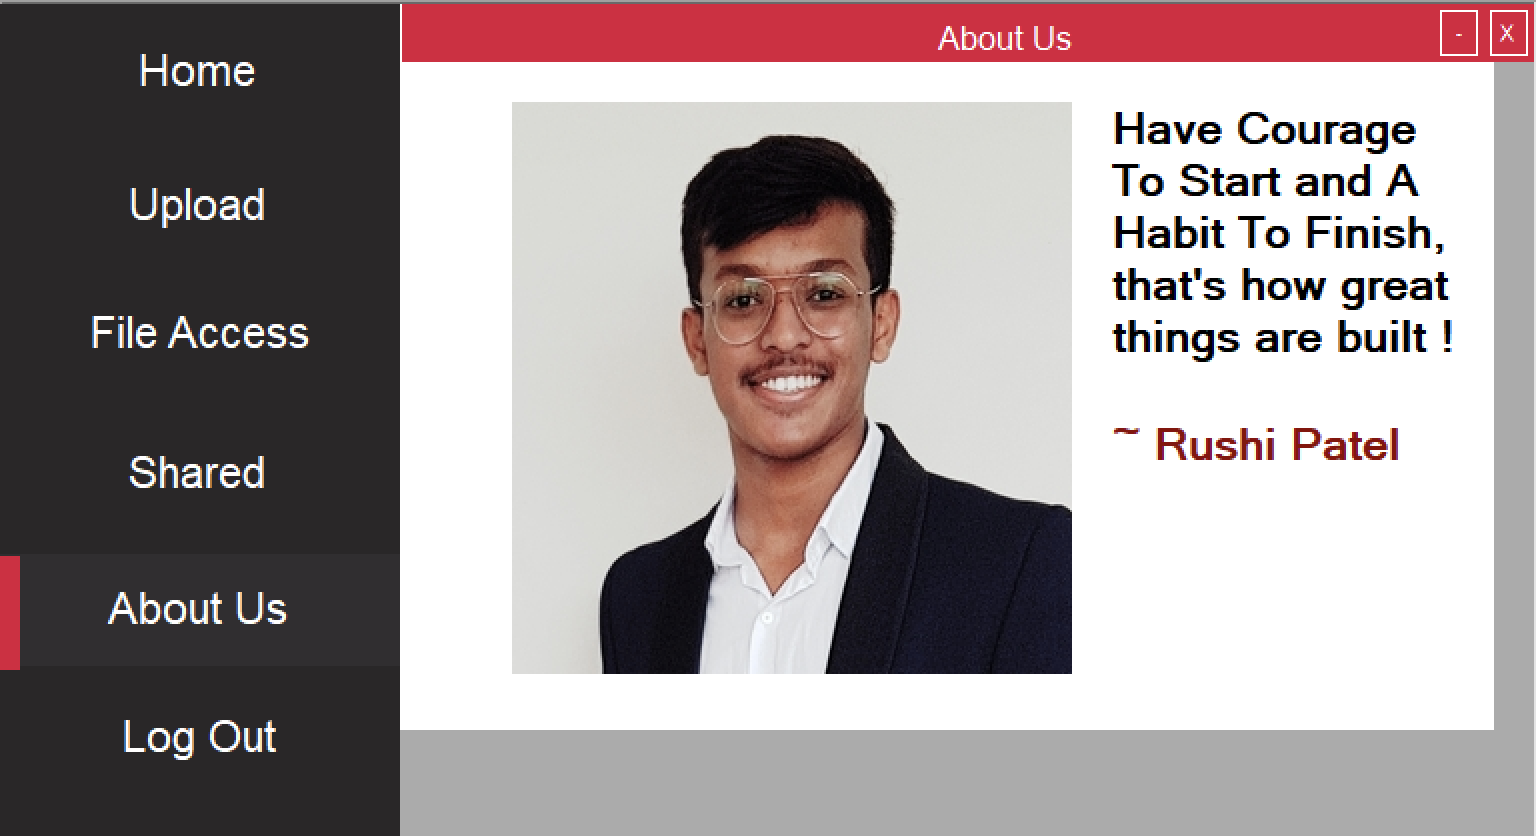 Home
Upload
File Access
Shared
About Us
Log Out
About Us
-
X
Have Courage
To Start and A
Habit To Finish,
that's how great
things are built !
~ Rushi Patel